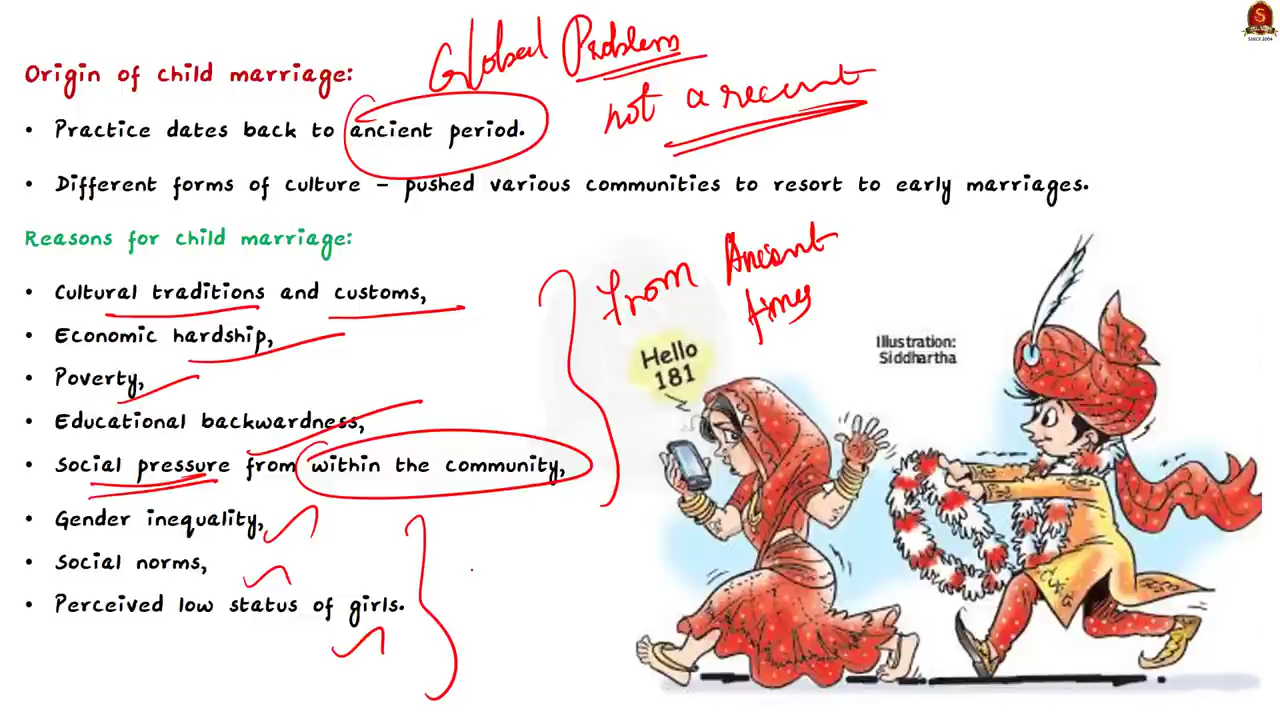 Global Problem
not a recent
Origin of child marriage:
• Practice dates back to ancient period.
• Different forms of culture – pushed various communities to resort to early marriages.
Reasons for child marriage:
• Cultural traditions and customs,
• Economic hardship,
• Poverty,
• Educational backwardness,
• Social pressure from within the community,
• Gender inequality,
• Social norms,
• Perceived low status of girls.
from Ancient
times
Hello
181
Illustration:
Siddhartha
S
SINCE 2004